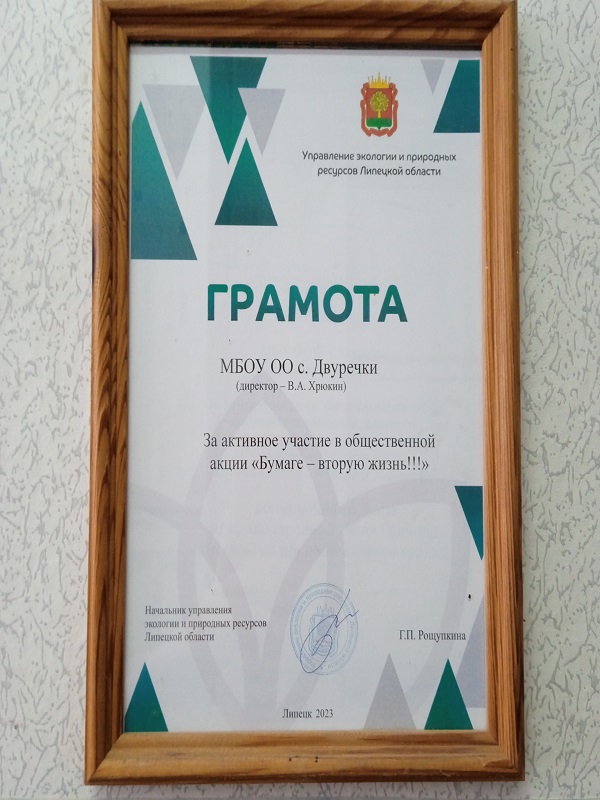 Управление экологии и природных
ресурсов Липецкой области
ГРАМОТА
МБОУ ОО с. Двуречки
(директор – В.А. Хрюкин)
За активное участие в общественной
акции «Бумаге – вторую жизнь!!!»
Начальник управления
экологии и природных ресурсов
Липецкой области
Г.П. Рощупкина
Липецк 2023